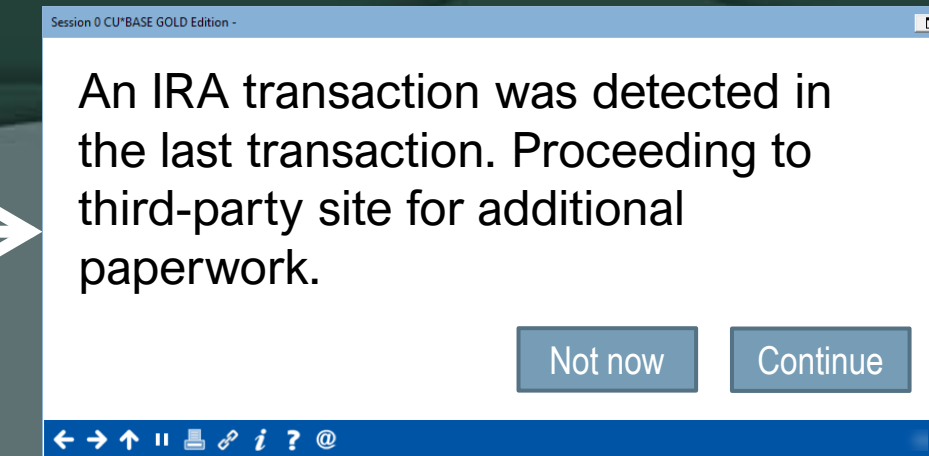 Session 0 CU*BASE GOLD Edition -
An IRA transaction was detected in
the last transaction. Proceeding to
third-party site for additional
paperwork.
Not now Continue